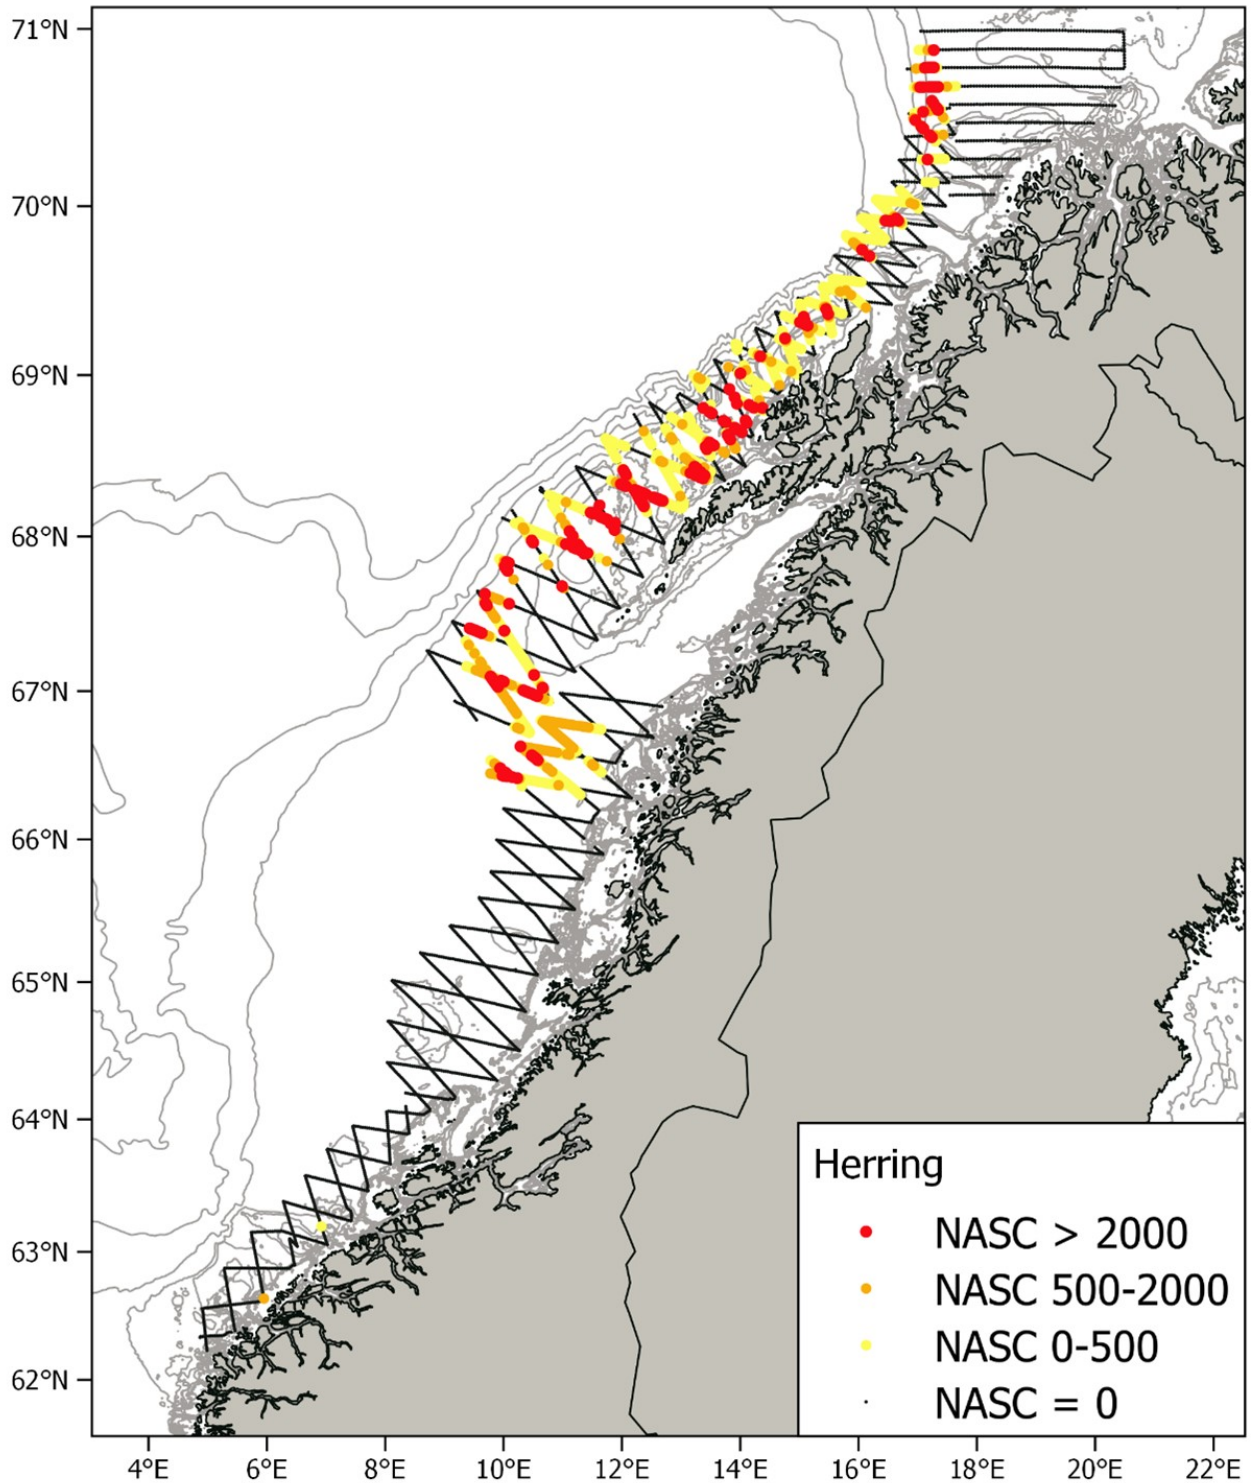 71°N
70°N
69°N
68°N
67°N
66°N
65°N
64°N
63°N
62°N
Herring
NASC > 2000
NASC 500-2000
NASC 0-500
NASC = 0
4°E 6°E 8°E 10°E 12°E 14°E 16°E 18°E 20°E 22°E